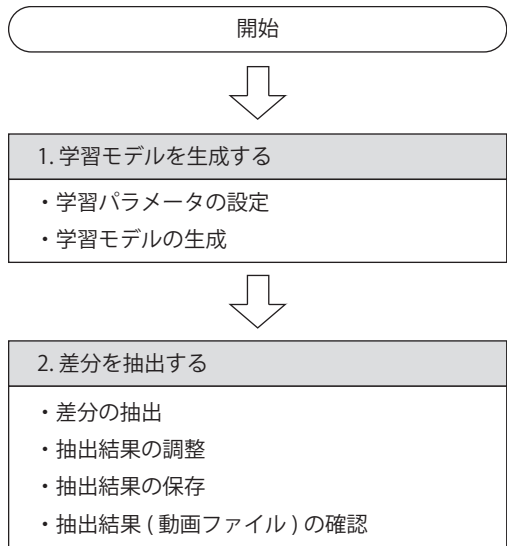 開始
1. 学習モデルを生成する
・学習パラメータの設定
・学習モデルの生成
2. 差分を抽出する
・差分の抽出
・抽出結果の調整
・抽出結果の保存
・抽出結果 ( 動画ファイル ) の確認